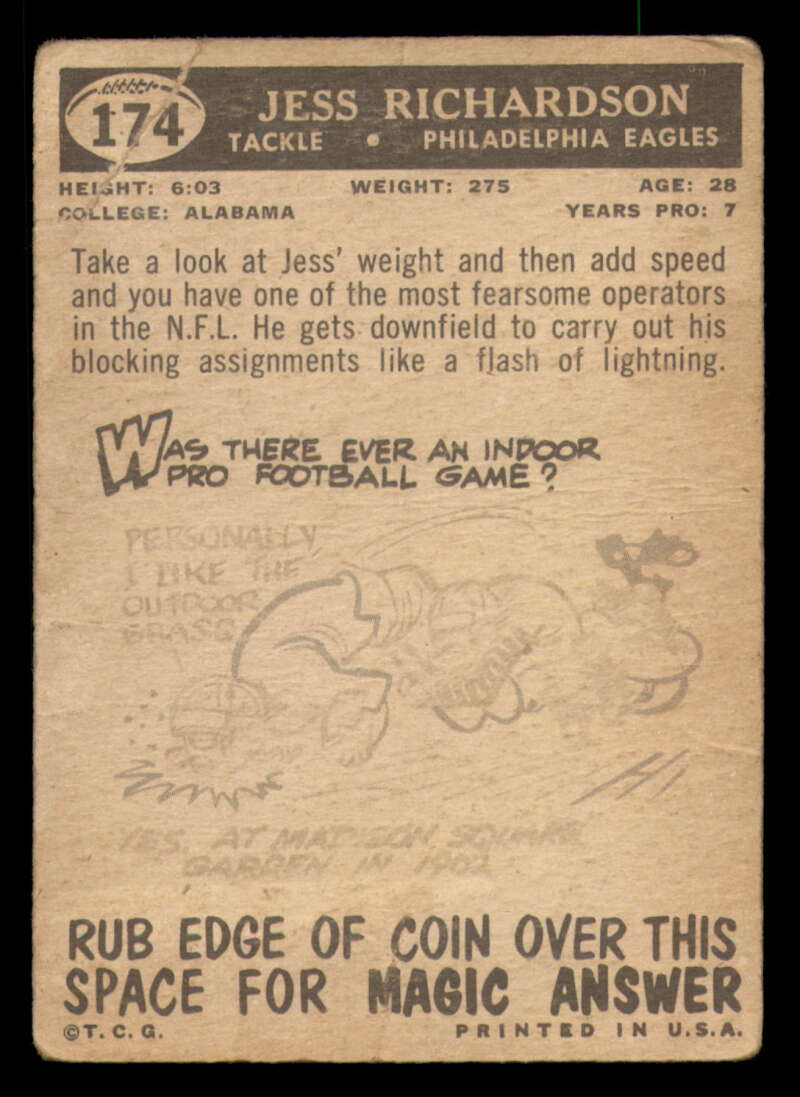 174
JESS RICHARDSON
TACKLE • PHILADELPHIA EAGLES
HEIGHT: 6:03 WEIGHT: 275 AGE: 28
COLLEGE: ALABAMA YEARS PRO: 7
Take a look at Jess' weight and then add speed
and you have one of the most fearsome operators
in the N.F.L. He gets downfield to carry out his
blocking assignments like a flash of lightning.
WAS THERE EVER AN INDOOR
PRO FOOTBALL GAME?
PERSONALLY
I LIKE THE
OUTDOOR
GRASS
YES, AT MADISON SQUARE
GARDEN IN 1902
RUB EDGE OF COIN OVER THIS
SPACE FOR MAGIC ANSWER
©T.C.G. PRINTED IN U.S.A.